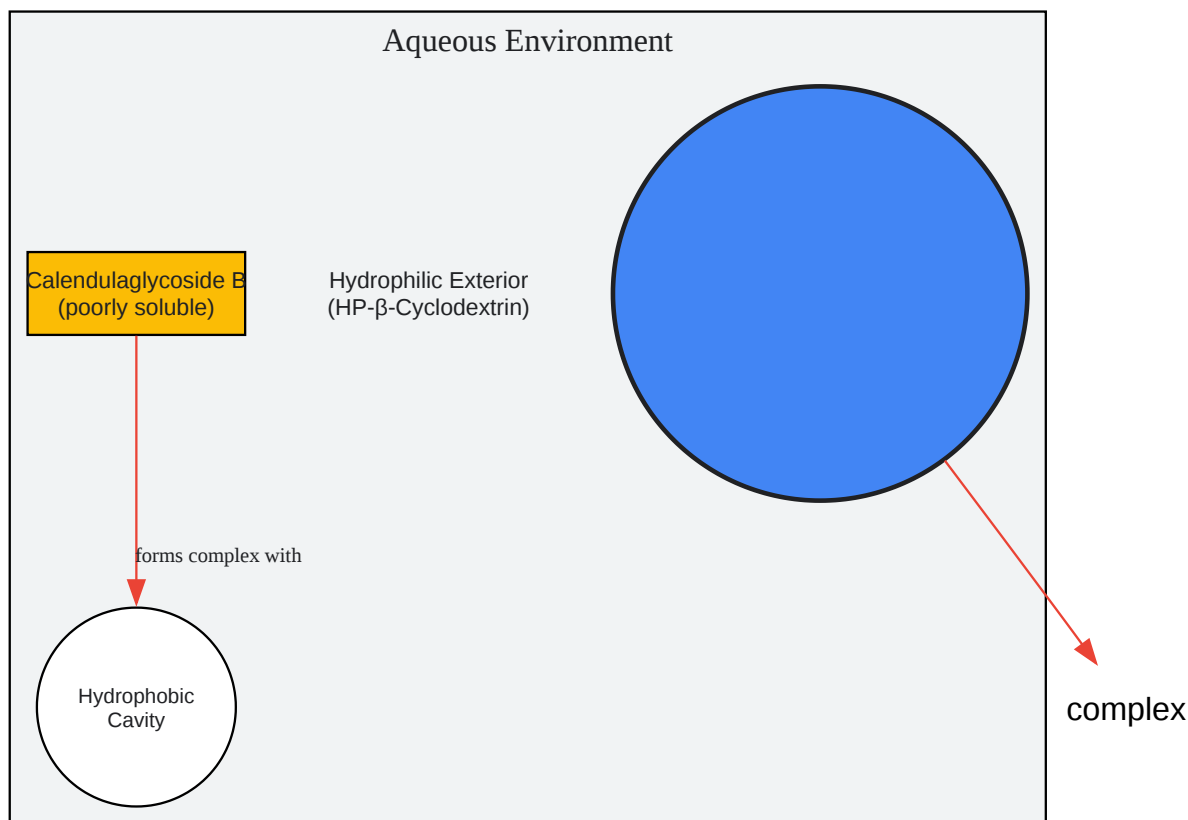 Aqueous Environment
Calendulaglycoside B
(poorly soluble)
Hydrophilic Exterior
(HP-β-Cyclodextrin)
forms complex with
Hydrophobic
Cavity
complex